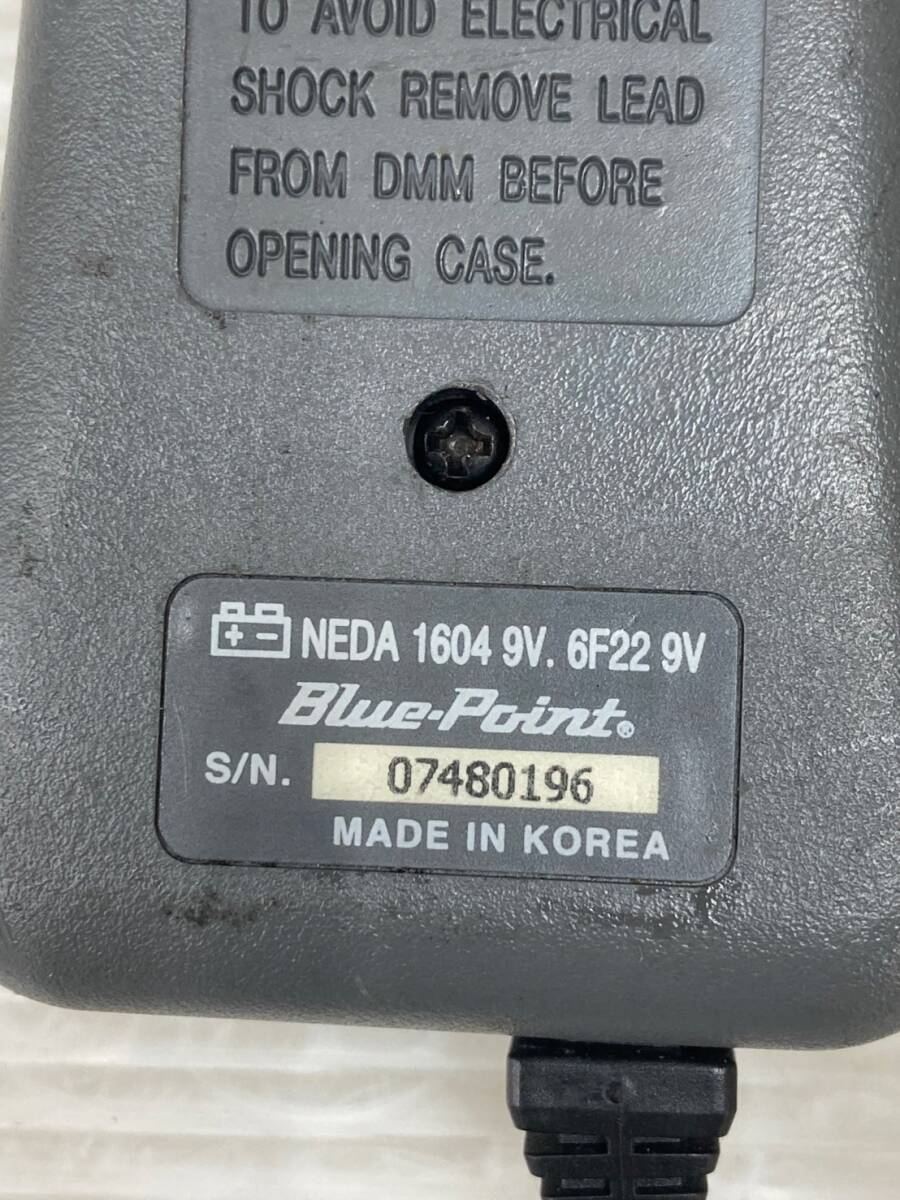 TO AVOID ELECTRICAL
SHOCK REMOVE LEAD
FROM DMM BEFORE
OPENING CASE.
+ - NEDA 1604 9V. 6F22 9V
Blue-Point®
S/N. 07480196
MADE IN KOREA